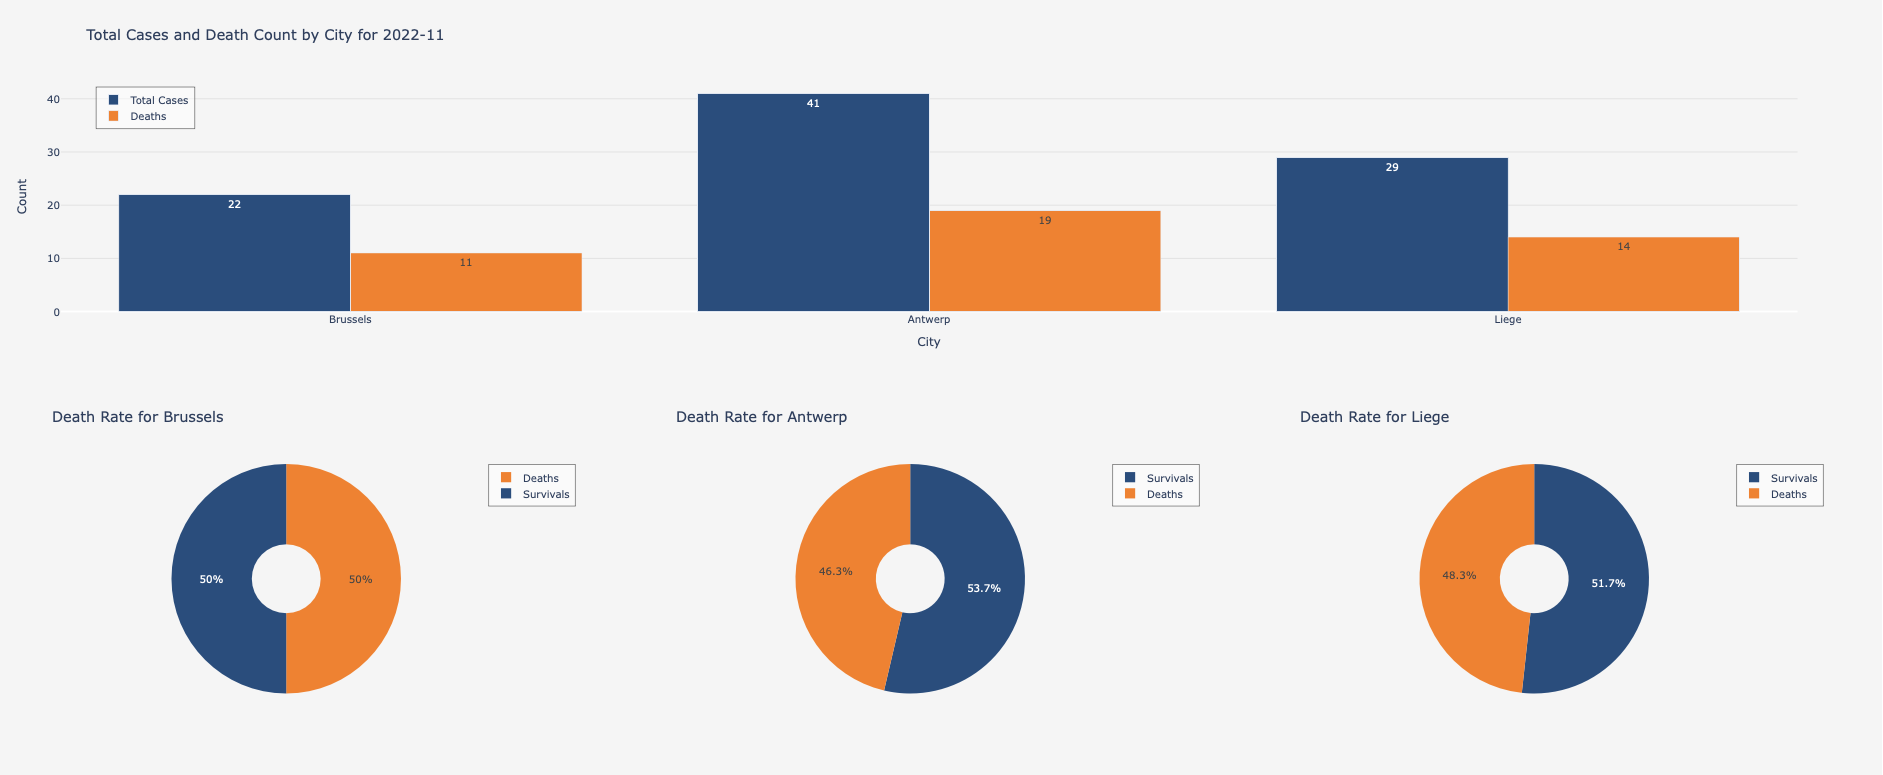 Total Cases and Death Count by City for 2022-11
Total Cases
Deaths
Count
40
30
20
10
0
22
11
41
19
29
14
Brussels
Antwerp
Liege
City
Death Rate for Brussels
Deaths
Survivals
50%
50%
Death Rate for Antwerp
Survivals
Deaths
46.3%
53.7%
Death Rate for Liege
Survivals
Deaths
48.3%
51.7%